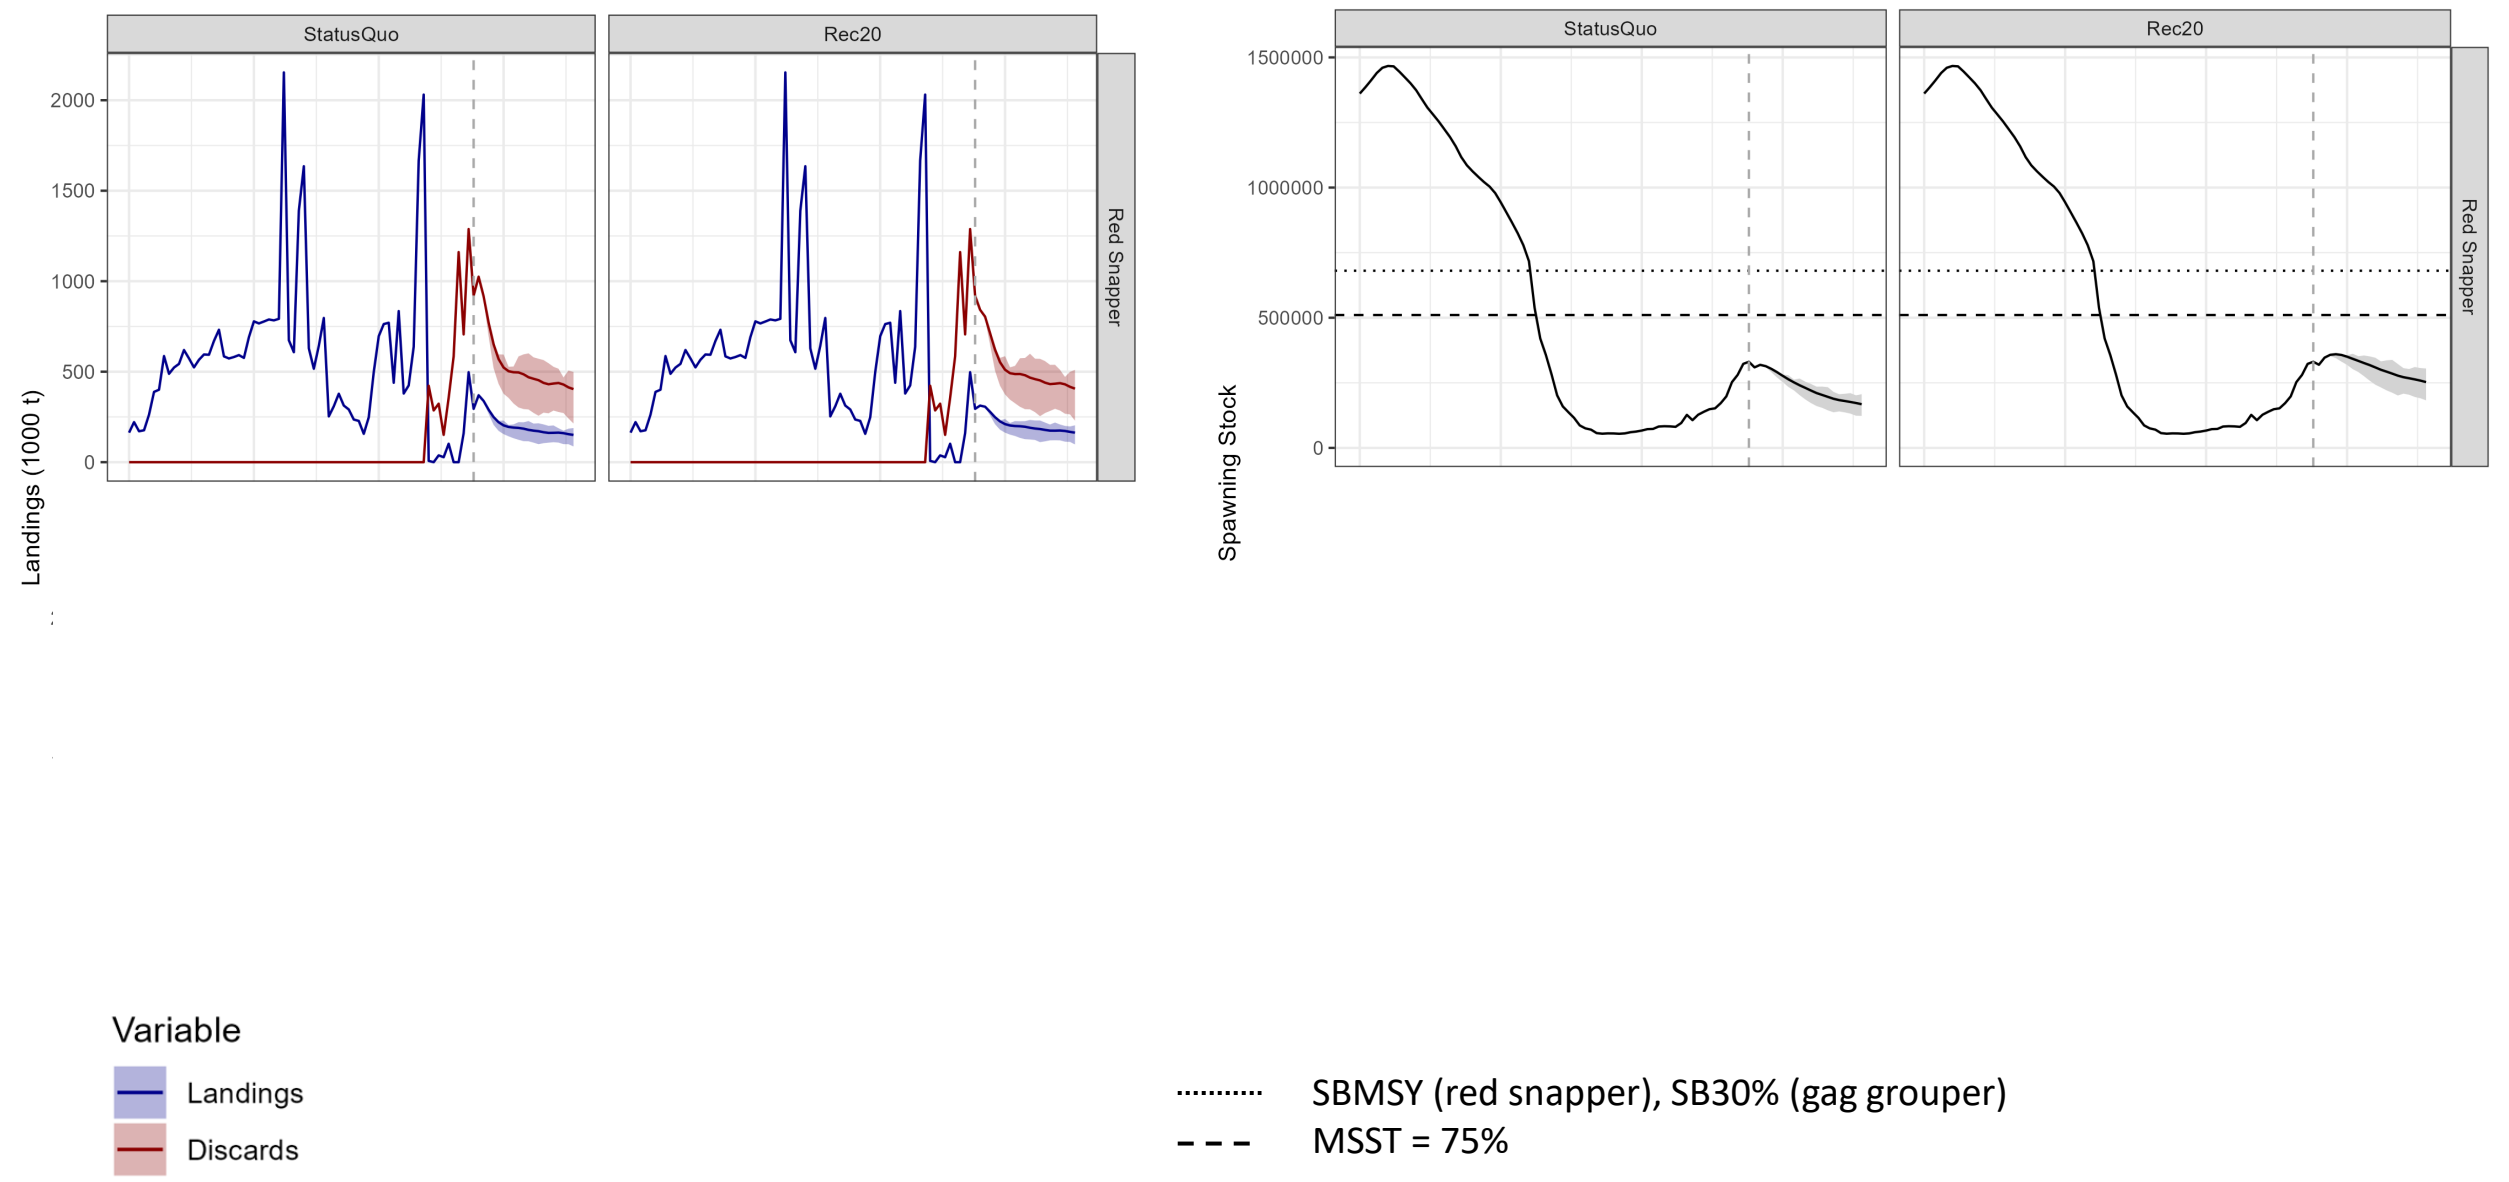 StatusQuo
Rec20
2000
1500
1000
500
0
Landings (1000 t)
Red Snapper
StatusQuo
Rec20
1500000
1000000
500000
0
Spawning Stock
Red Snapper
Variable
Landings
Discards
SBMSY (red snapper), SB30% (gag grouper)
MSST = 75%